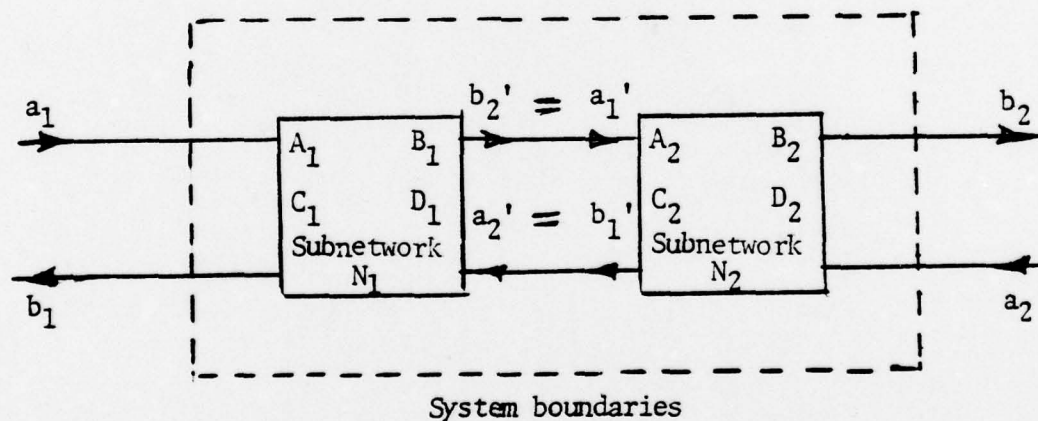 a₁
b₂' = a₁'
b₂
A₁ B₁
A₂ B₂
C₁ D₁
a₂' = b₁'
C₂ D₂
Subnetwork
N₁
Subnetwork
N₂
b₁
a₂
System boundaries